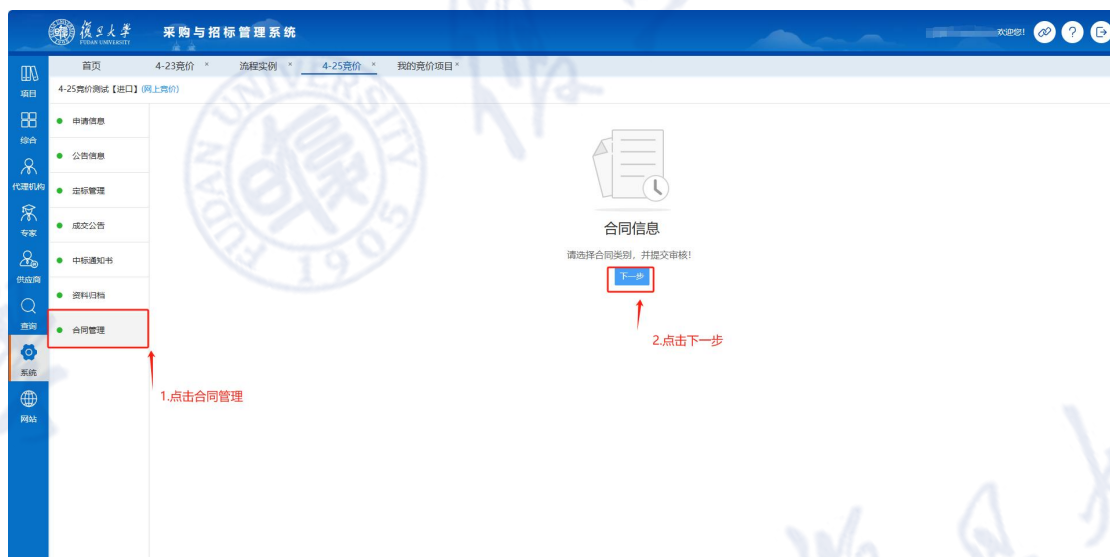 復旦大学
FUDAN UNIVERSITY
采购与招标管理系统
欢迎您!
首页
4-23竞价 ×
流程实例 ×
4-25竞价 ×
我的竞价项目 ×
4-25竞价测试【进口】(网上竞价)
项目
综合
代理机构
专家
供应商
查询
系统
网站
申请信息
公告信息
定标管理
成交公告
中标通知书
资料归档
合同管理
合同信息
请选择合同类别，并提交审核!
下一步
2.点击下一步
1.点击合同管理
FUDAN UNIVERSITY
1905